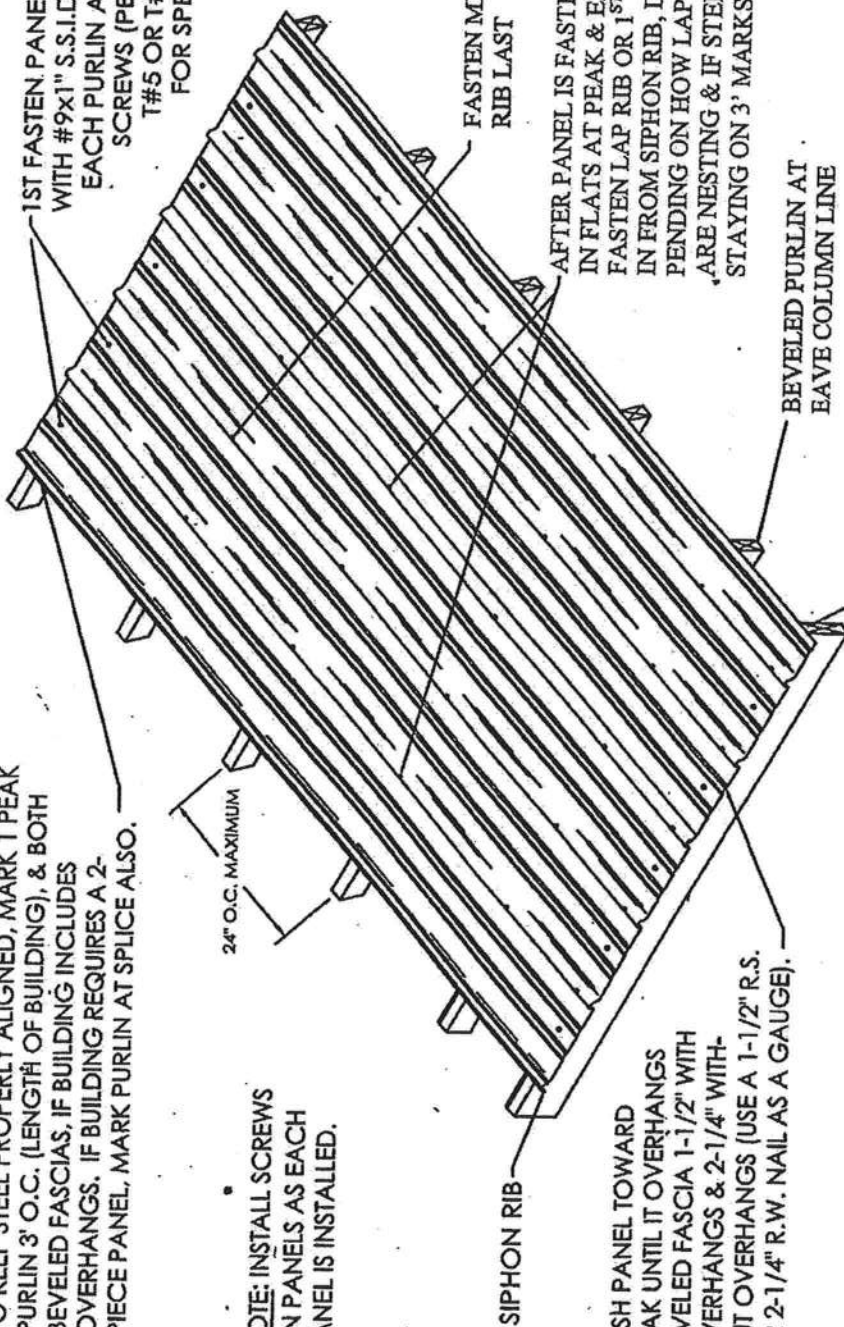 O KEEP STEEL PROPERLY ALIGNED, MARK 1 PEAK
PURLIN 3' O.C. (LENGTH OF BUILDING), & BOTH
BEVELED FASCIAS, IF BUILDING INCLUDES
OVERHANGS. IF BUILDING REQUIRES A 2-
PIECE PANEL, MARK PURLIN AT SPLICE ALSO.
24" O.C. MAXIMUM
OTE: INSTALL SCREWS
N PANELS AS EACH
ANEL IS INSTALLED.
SIPHON RIB
SH PANEL TOWARD
AK UNTIL IT OVERHANGS
VELED FASCIA 1-1/2" WITH
VERHANGS & 2-1/4" WITH-
UT OVERHANGS (USE A 1-1/2" R.S.
2-1/4" R.W. NAIL AS A GAUGE).
1ST FASTEN PANE
WITH #9x1" S.S.I.D
EACH PURLIN A
SCREWS (PE
T#5 OR T#
FOR SPE
FASTEN M
RIB LAST
AFTER PANEL IS FASTE
IN FLATS AT PEAK & EA
FASTEN LAP RIB OR 1ST
IN FROM SIPHON RIB, D
PENDING ON HOW LAP
ARE NESTING & IF STEE
STAYING ON 3' MARKS
BEVELED PURLIN AT
EAVE COLUMN LINE